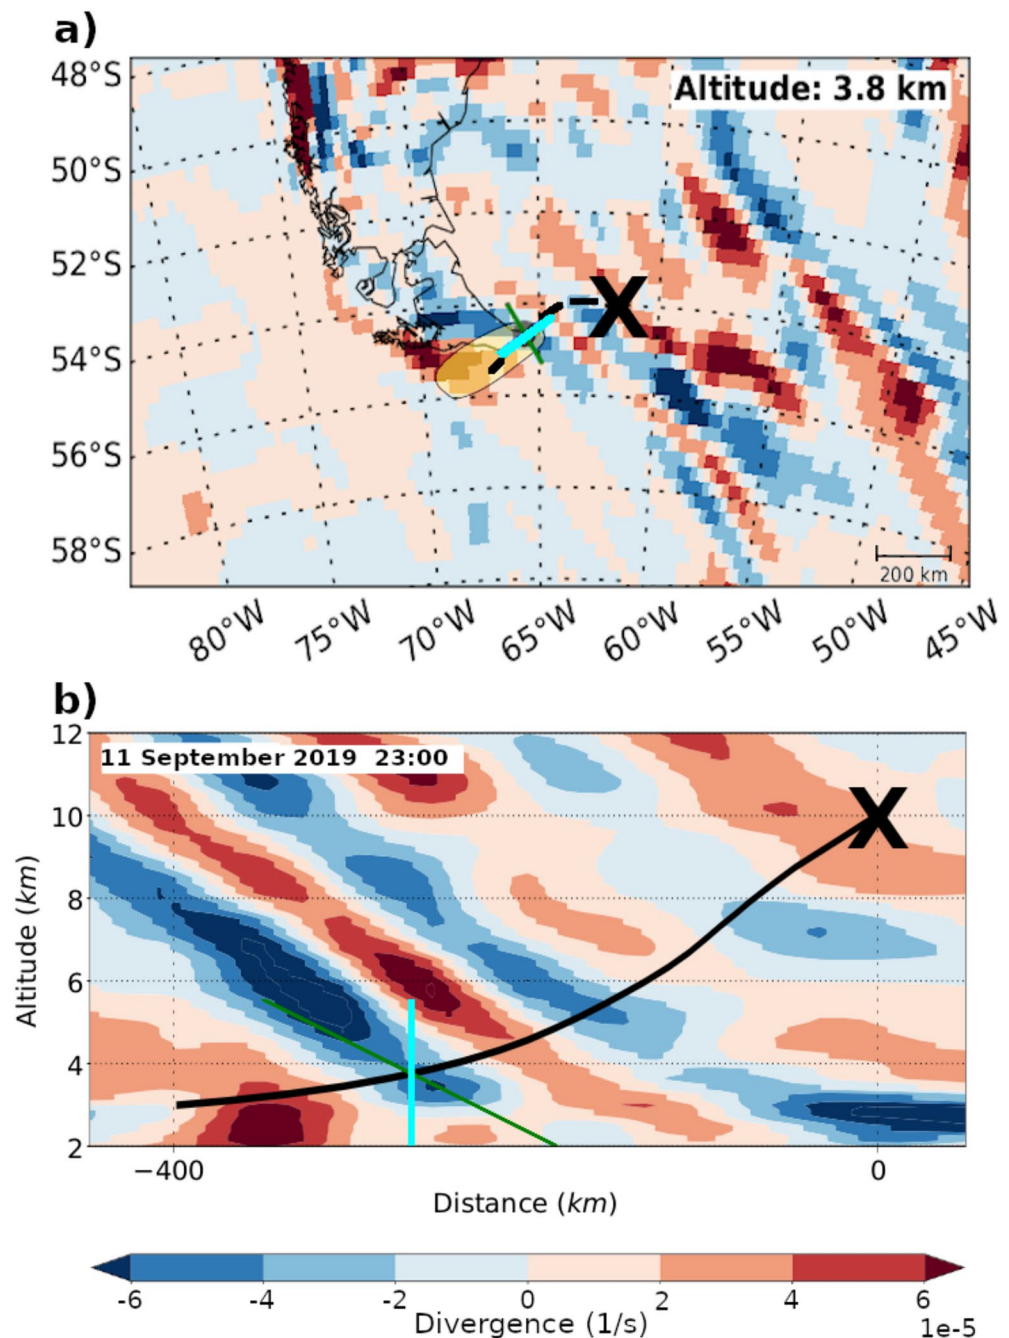 a)
Altitude: 3.8 km
48°S
50°S
52°S
54°S
56°S
58°S
X
200 km
80°W 75°W 70°W 65°W 60°W 55°W 50°W 45°W
b)
11 September 2019 23:00
12
10
8
6
4
2
Altitude (km)
X
−400 0
Distance (km)
-6 -4 -2 0 2 4 6
Divergence (1/s) 1e-5